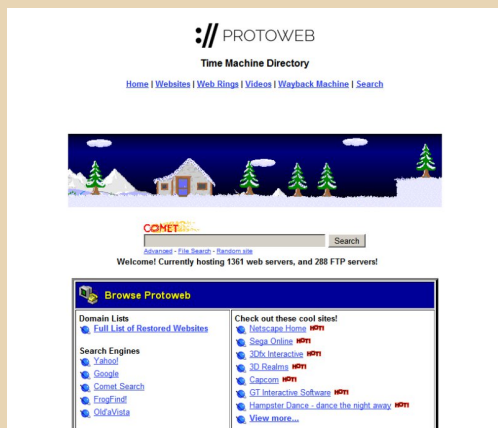 :// PROTOWEB
Time Machine Directory
Home | Websites | Web Rings | Videos | Wayback Machine | Search
COMET
Search
Advanced - File Search - Random site
Welcome! Currently hosting 1361 web servers, and 288 FTP servers!
Browse Protoweb
Domain Lists
Full List of Restored Websites
Search Engines
Yahoo!
Google
Comet Search
FrogFind!
Old'aVista
Check out these cool sites!
Netscape Home HOT!
Sega Online HOT!
3Dfx Interactive HOT!
3D Realms HOT!
Capcom HOT!
GT Interactive Software HOT!
Hampster Dance - dance the night away HOT!
View more...